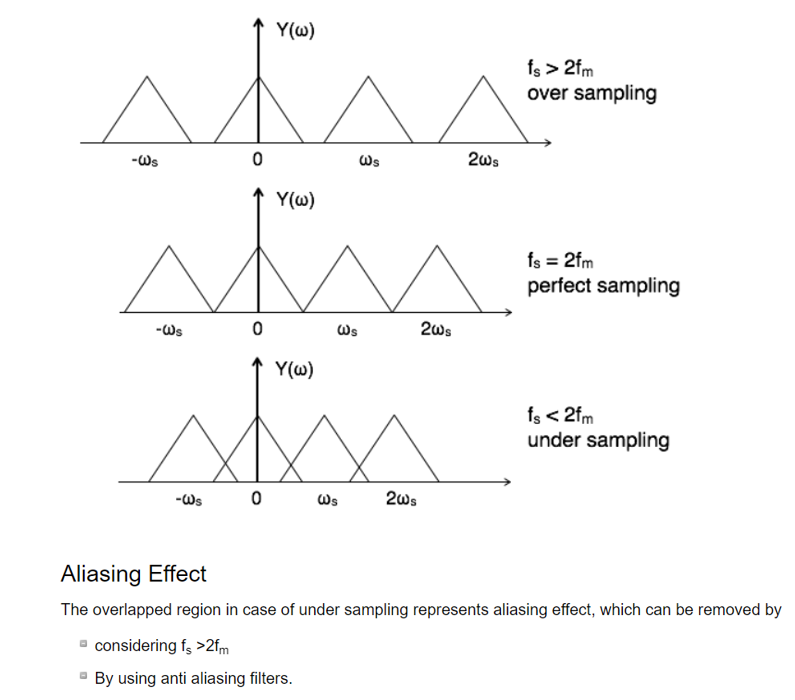 Y(ω)
fs > 2fm
over sampling
-ωs 0 ωs 2ωs
Y(ω)
fs = 2fm
perfect sampling
-ωs 0 ωs 2ωs
Y(ω)
fs < 2fm
under sampling
-ωs 0 ωs 2ωs
Aliasing Effect
The overlapped region in case of under sampling represents aliasing effect, which can be removed by
considering fs >2fm
By using anti aliasing filters.